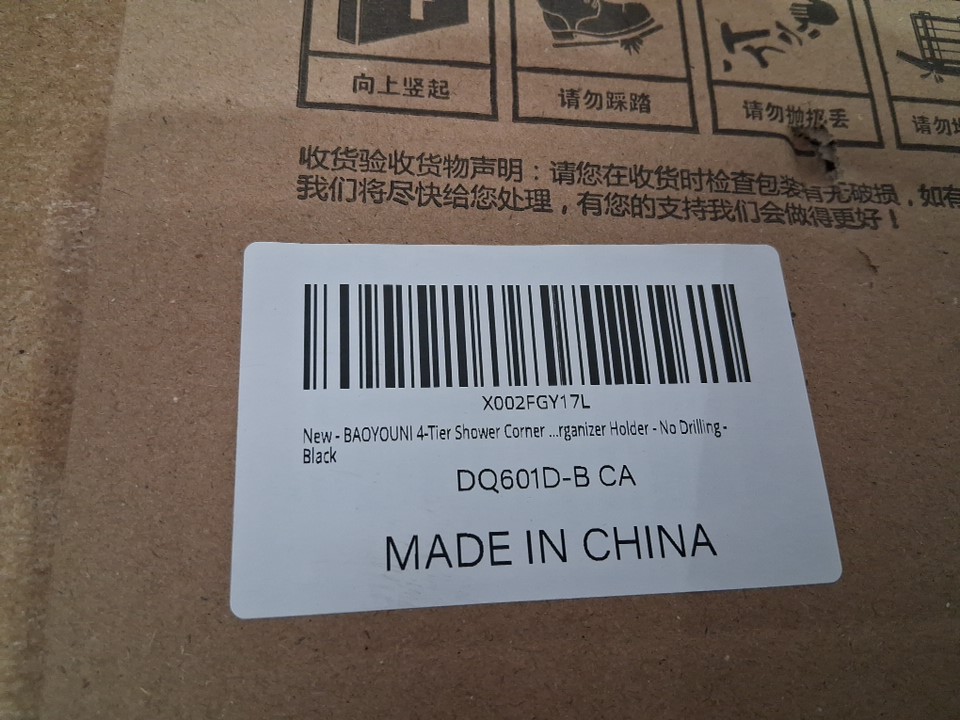 向上竖起
请勿踩踏
请勿抛扔丢
请勿
收货验收货物声明：请您在收货时检查包装有无破损，如有
我们将尽快给您处理，有您的支持我们会做得更好！
X002FGY17L
New - BAOYOUNI 4-Tier Shower Corner ...rganizer Holder - No Drilling -
Black
DQ601D-B CA
MADE IN CHINA